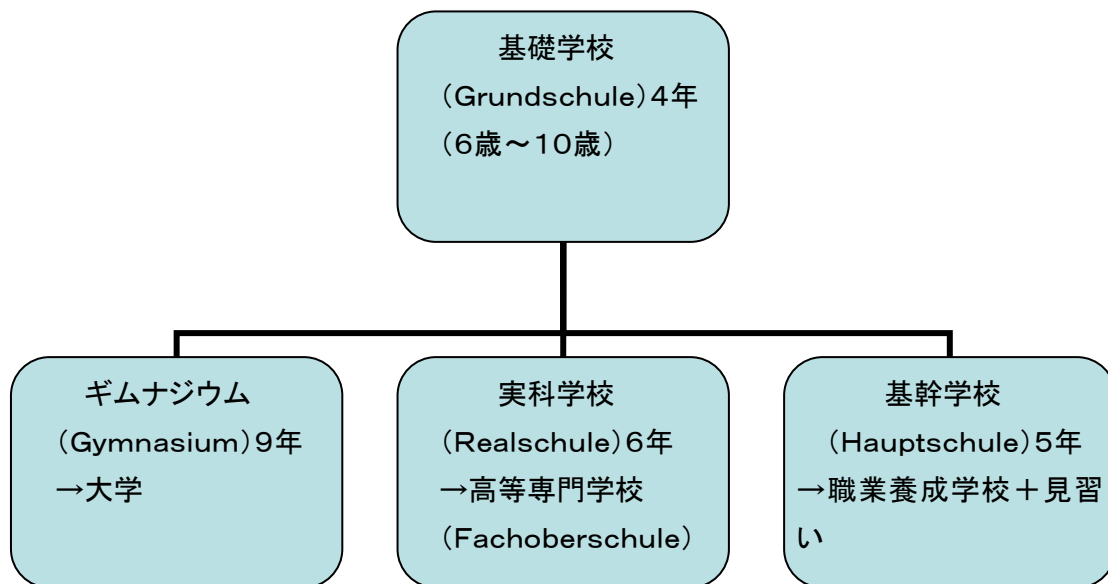 基礎学校
(Grundschule)4年
(6歳～10歳)
ギムナジウム
(Gymnasium)9年
→大学
実科学校
(Realschule)6年
→高等専門学校
(Fachoberschule)
基幹学校
(Hauptschule)5年
→職業養成学校＋見習
い